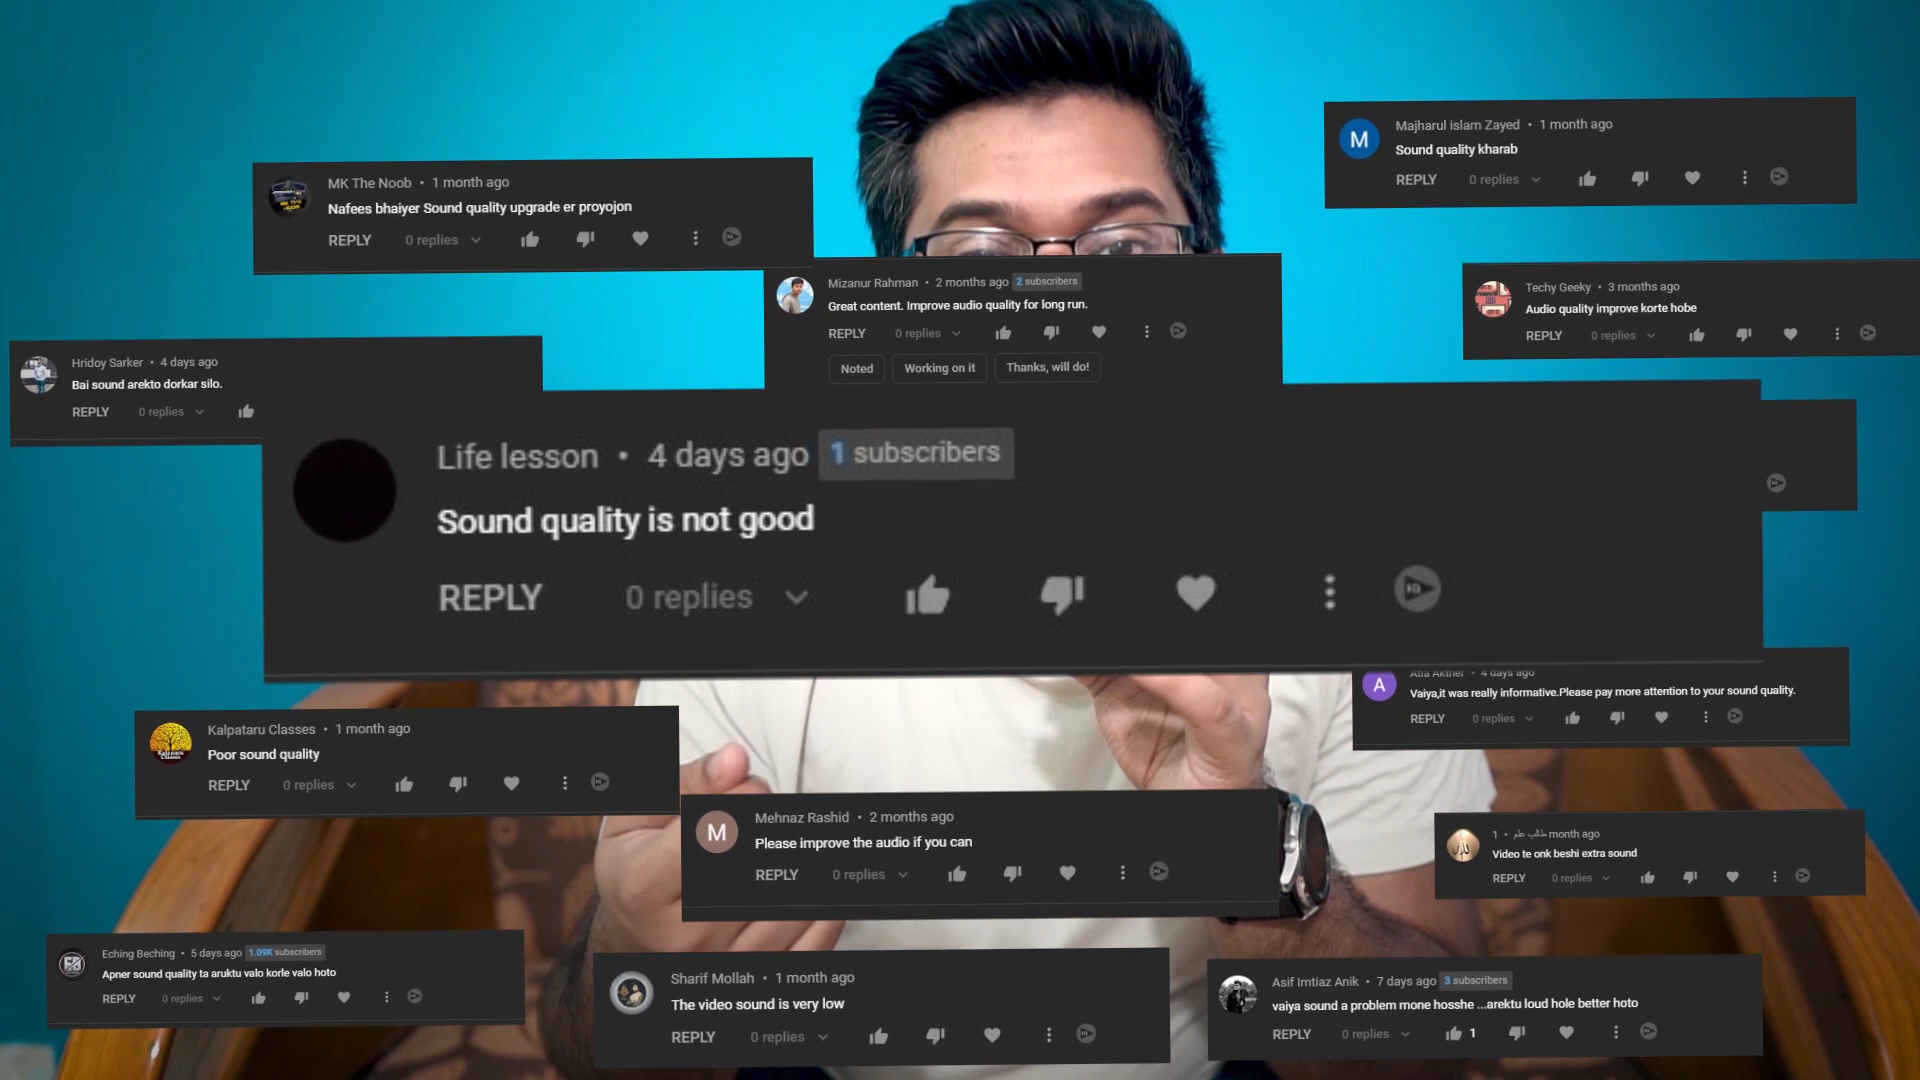 Majharul islam Zayed • 1 month ago
Sound quality kharab
REPLY 0 replies
MK The Noob • 1 month ago
Nafees bhaiyer Sound quality upgrade er proyojon
REPLY 0 replies
Mizanur Rahman • 2 months ago 2 subscribers
Great content. Improve audio quality for long run.
REPLY 0 replies
Noted Working on it Thanks, will do!
Techy Geeky • 3 months ago
Audio quality improve korte hobe
REPLY 0 replies
Hridoy Sarker • 4 days ago
Bai sound arekto dorkar silo.
REPLY 0 replies
Life lesson • 4 days ago 1 subscribers
Sound quality is not good
REPLY 0 replies
A
4 days ago
Vaiya,it was really informative.Please pay more attention to your sound quality.
REPLY 0 replies
Kalpataru Classes • 1 month ago
Poor sound quality
REPLY 0 replies
M
Mehnaz Rashid • 2 months ago
Please improve the audio if you can
REPLY 0 replies
1 • طالب علم month ago
Video te onk beshi extra sound
REPLY 0 replies
Eching Beching • 5 days ago 1.09K subscribers
Apner sound quality ta aruktu valo korle valo hoto
REPLY 0 replies
Sharif Mollah • 1 month ago
The video sound is very low
REPLY 0 replies
Asif Imtiaz Anik • 7 days ago 3 subscribers
vaiya sound a problem mone hosshe ...arektu loud hole better hoto
REPLY 0 replies 1